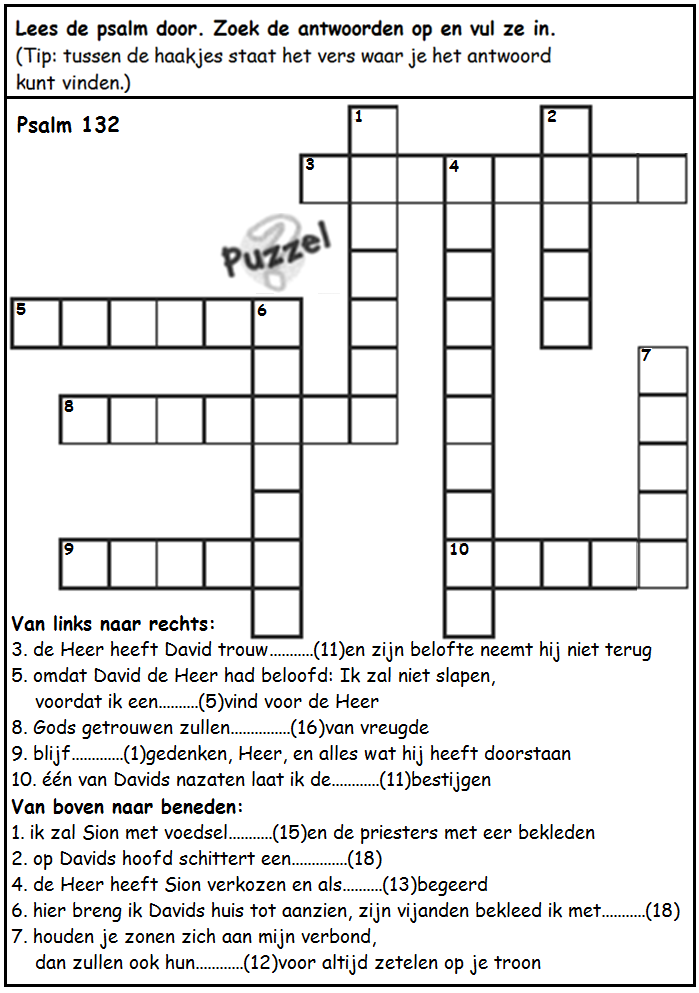 Lees de psalm door. Zoek de antwoorden op en vul ze in.
(Tip: tussen de haakjes staat het vers waar je het antwoord
kunt vinden.)
Psalm 132
1
2
3
4
Puzzel
5
6
7
8
9
10
Van links naar rechts:
3. de Heer heeft David trouw..........(11)en zijn belofte neemt hij niet terug
5. omdat David de Heer had beloofd: Ik zal niet slapen,
voordat ik een..........(5)vind voor de Heer
8. Gods getrouwen zullen...............(16)van vreugde
9. blijf.............(1)gedenken, Heer, en alles wat hij heeft doorstaan
10. één van Davids nazaten laat ik de............(11)bestijgen
Van boven naar beneden:
1. ik zal Sion met voedsel...........(15)en de priesters met eer bekleden
2. op Davids hoofd schittert een..............(18)
4. de Heer heeft Sion verkozen en als..........(13)begeerd
6. hier breng ik Davids huis tot aanzien, zijn vijanden bekleed ik met...........(18)
7. houden je zonen zich aan mijn verbond,
dan zullen ook hun............(12)voor altijd zetelen op je troon